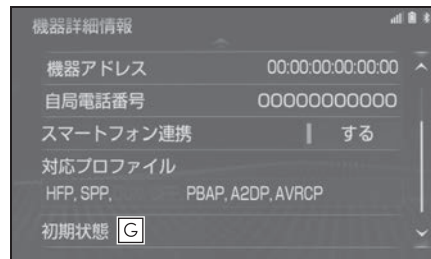 機器詳細情報
機器アドレス 00:00:00:00:00:00
自局電話番号 00000000000
スマートフォン連携 する
対応プロファイル
HFP, SPP, PBAP, A2DP, AVRCP
初期状態 G